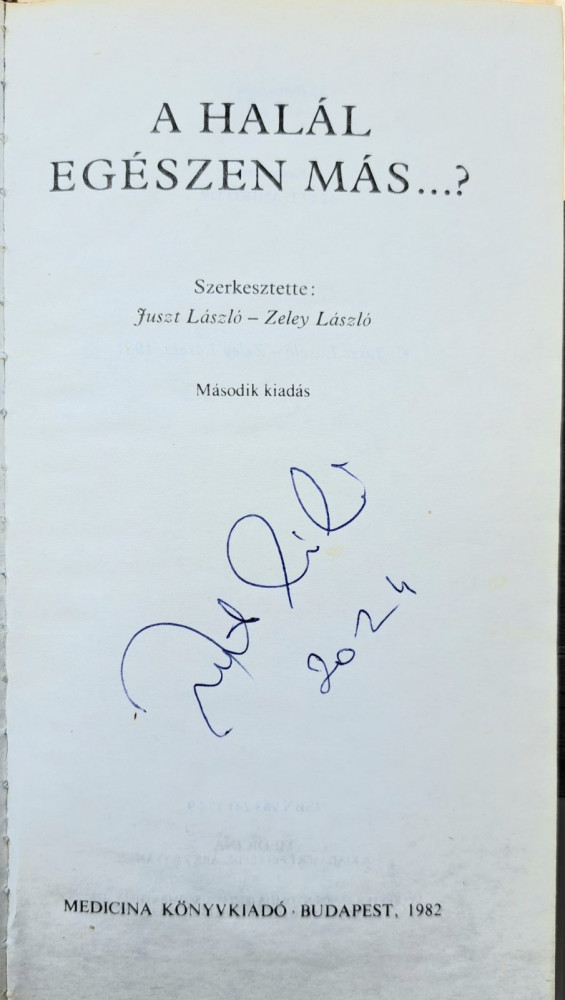 A HALÁL
EGÉSZEN MÁS...?
Szerkesztette:
Juszt László – Zeley László
Második kiadás
2024
MEDICINA KÖNYVKIADÓ · BUDAPEST, 1982